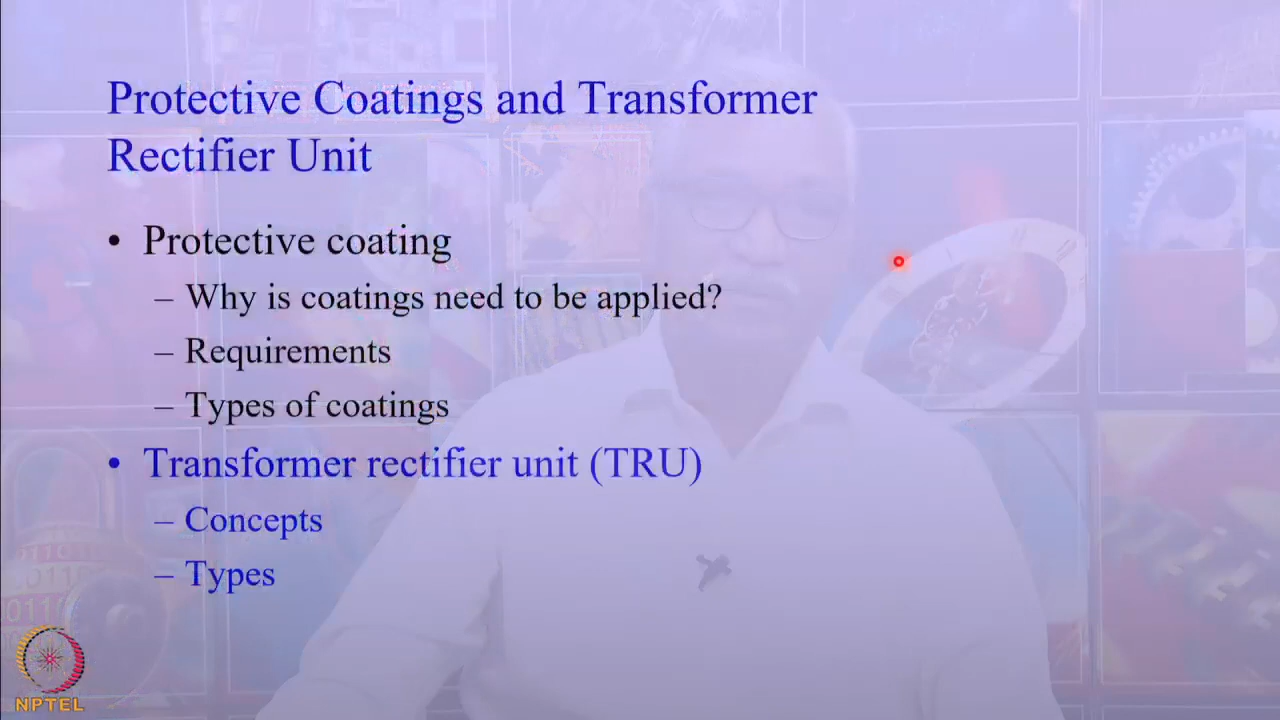 Protective Coatings and Transformer
Rectifier Unit
• Protective coating
– Why is coatings need to be applied?
– Requirements
– Types of coatings
• Transformer rectifier unit (TRU)
– Concepts
– Types
NPTEL